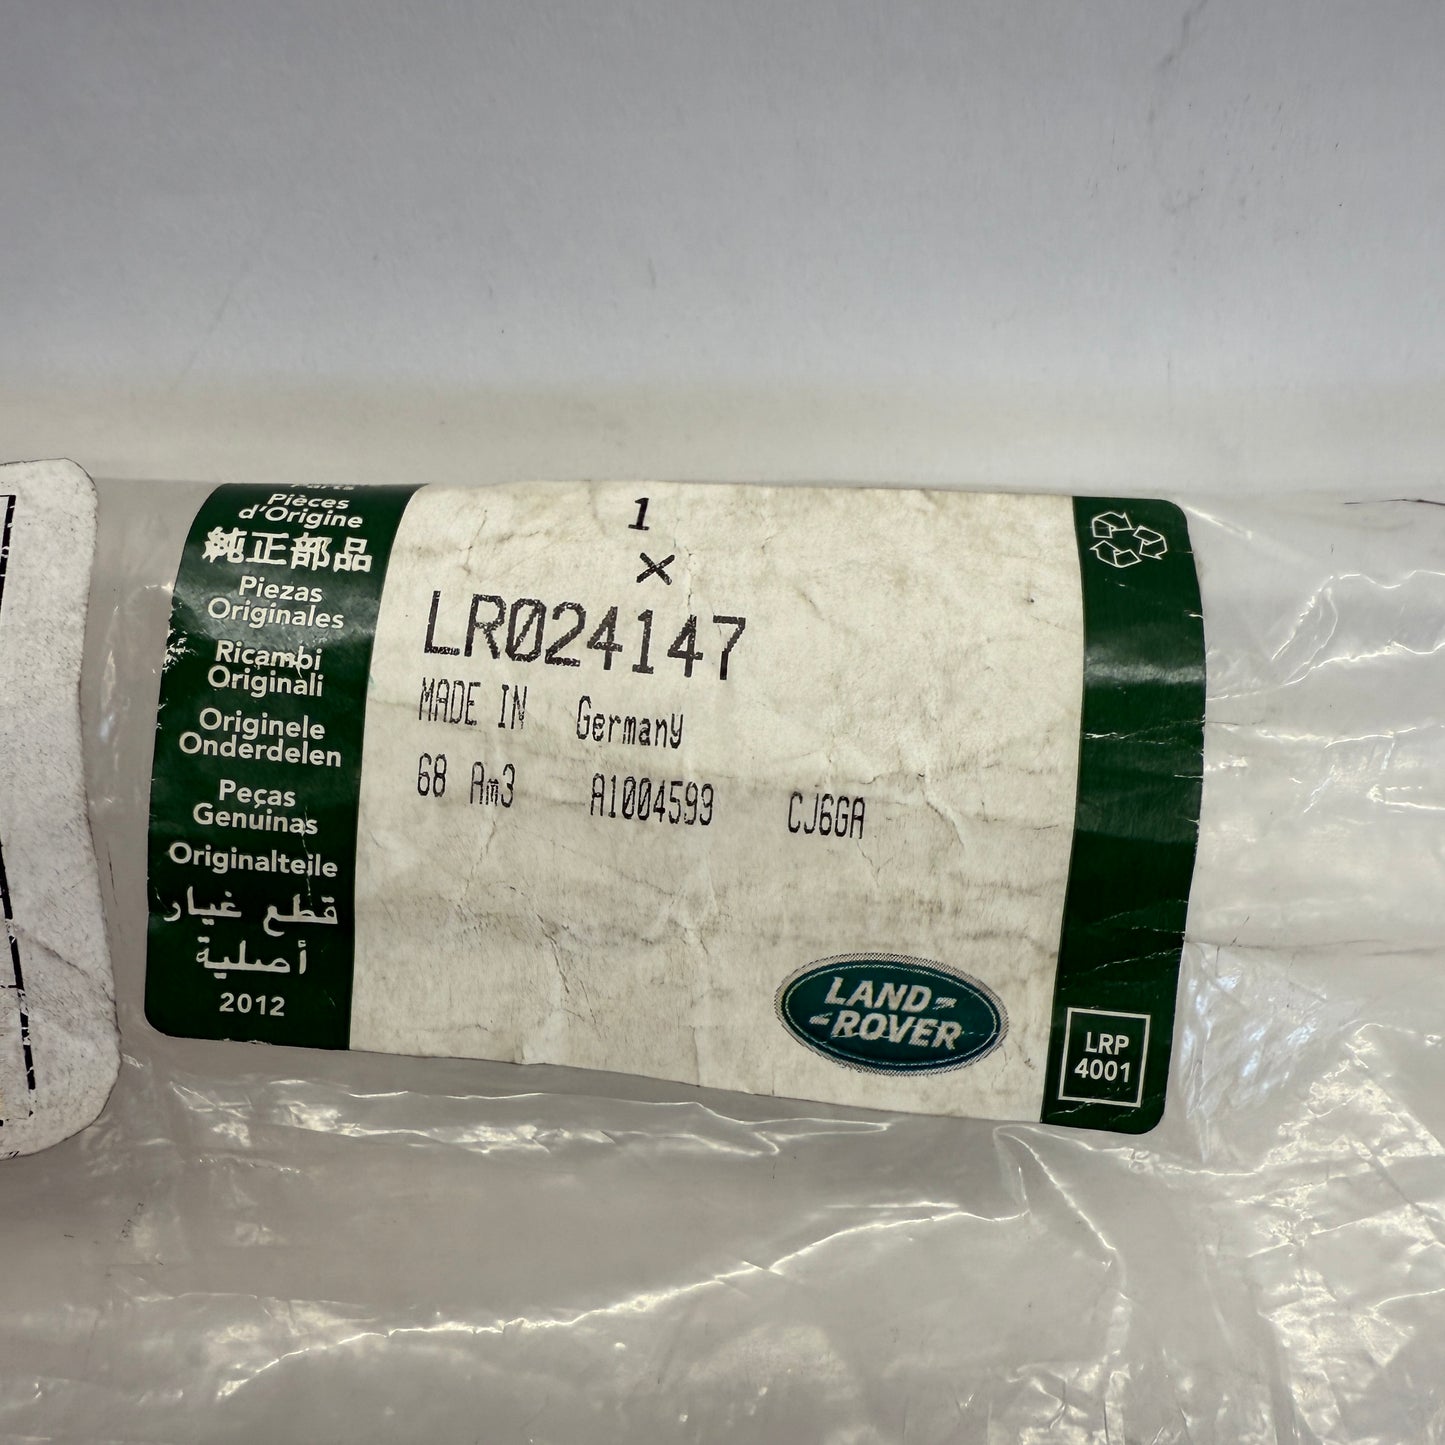 Parts
Pièces
d'Origine
純正部品
Piezas
Originales
Ricambi
Originali
Originele
Onderdelen
Peças
Genuinas
Originalteile
قطع غيار
أصلية
2012
1
×
LR024147
MADE IN Germany
68 Am3 A1004599 CJ6GA
LAND-
-ROVER
LRP
4001